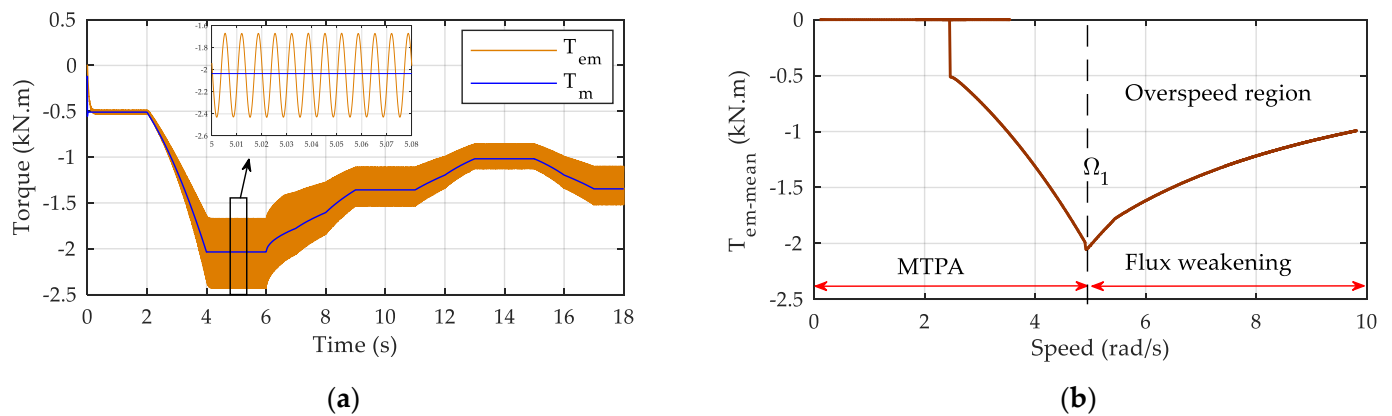 0.5
0
-0.5
-1
-1.5
-2
-2.5
Torque (kN.m)
0 2 4 6 8 10 12 14 16 18
Time (s)
-1.6
-1.8
-2
-2.2
-2.4
-2.6
5 5.01 5.02 5.03 5.04 5.05 5.06 5.07 5.08
T_em
T_m
(a)
0
-0.5
-1
-1.5
-2
-2.5
T_em-mean (kN.m)
Overspeed region
Ω_1
MTPA
Flux weakening
0 2 4 6 8 10
Speed (rad/s)
(b)